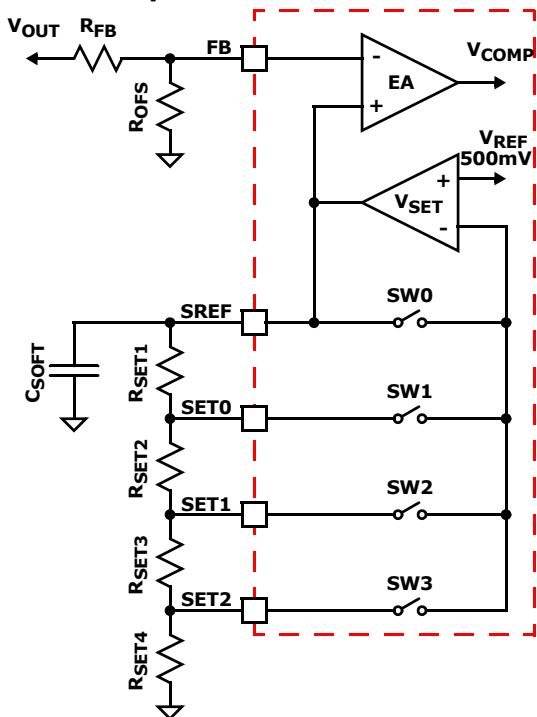 VOUT
RFB
FB
ROFS
-
EA
+
VCOMP
VREF
500mV
+
VSET
-
SREF
SW0
CSOFT
RSET1
SET0
SW1
RSET2
SET1
SW2
RSET3
SET2
SW3
RSET4